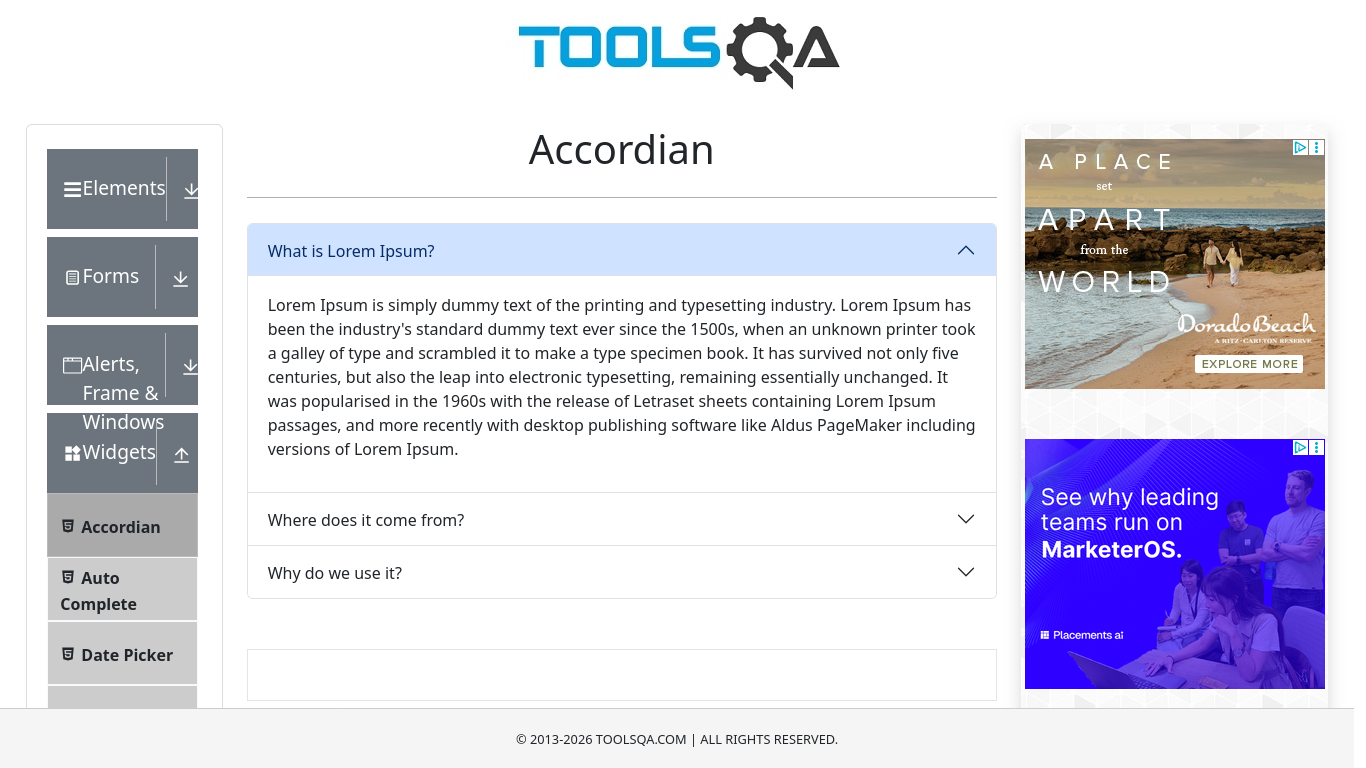 TOOLSQA
Elements
Forms
Alerts,
Frame &
Windows
Widgets
Accordian
Auto
Complete
Date Picker
Accordian
What is Lorem Ipsum?
Lorem Ipsum is simply dummy text of the printing and typesetting industry. Lorem Ipsum has
been the industry's standard dummy text ever since the 1500s, when an unknown printer took
a galley of type and scrambled it to make a type specimen book. It has survived not only five
centuries, but also the leap into electronic typesetting, remaining essentially unchanged. It
was popularised in the 1960s with the release of Letraset sheets containing Lorem Ipsum
passages, and more recently with desktop publishing software like Aldus PageMaker including
versions of Lorem Ipsum.
Where does it come from?
Why do we use it?
A PLACE
set
APART
from the
WORLD
Dorado Beach
A RITZ-CARLTON RESERVE
EXPLORE MORE
See why leading
teams run on
MarketerOS.
Placements ai
© 2013-2026 TOOLSQA.COM | ALL RIGHTS RESERVED.